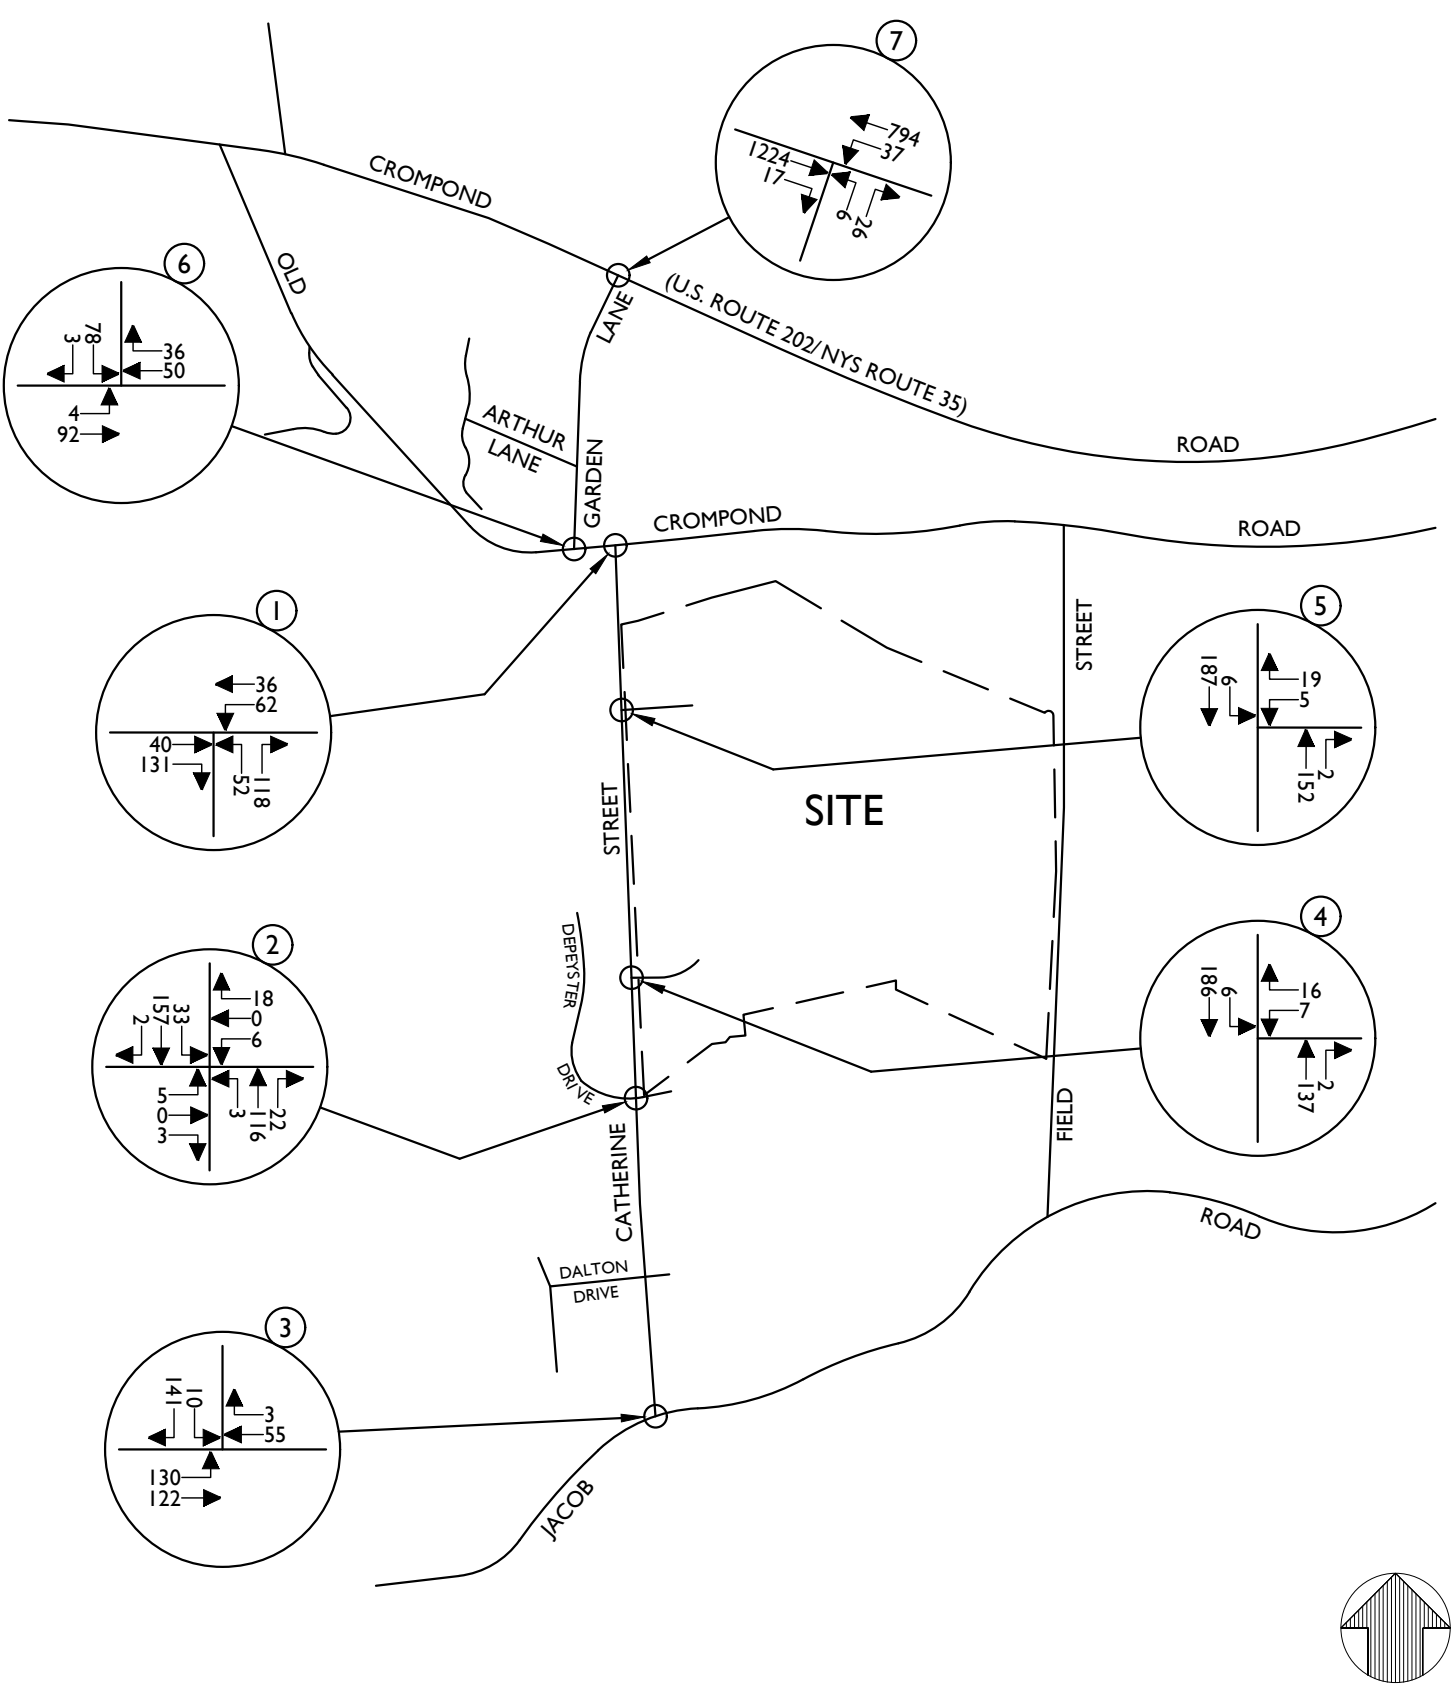 7
794
37
1224
17
6
26
CROMPOND
OLD
6
78
3
36
50
4
92
LANE
(U.S. ROUTE 202/ NYS ROUTE 35)
ROAD
ARTHUR
LANE
GARDEN
CROMPOND
ROAD
1
36
62
40
131
52
118
STREET
5
187
6
19
5
152
2
STREET
SITE
2
2
157
33
18
0
6
5
0
3
3
116
22
DEPEYSTER
DRIVE
4
186
6
16
7
137
2
CATHERINE
FIELD
ROAD
DALTON
DRIVE
3
141
10
3
55
130
122
JACOB